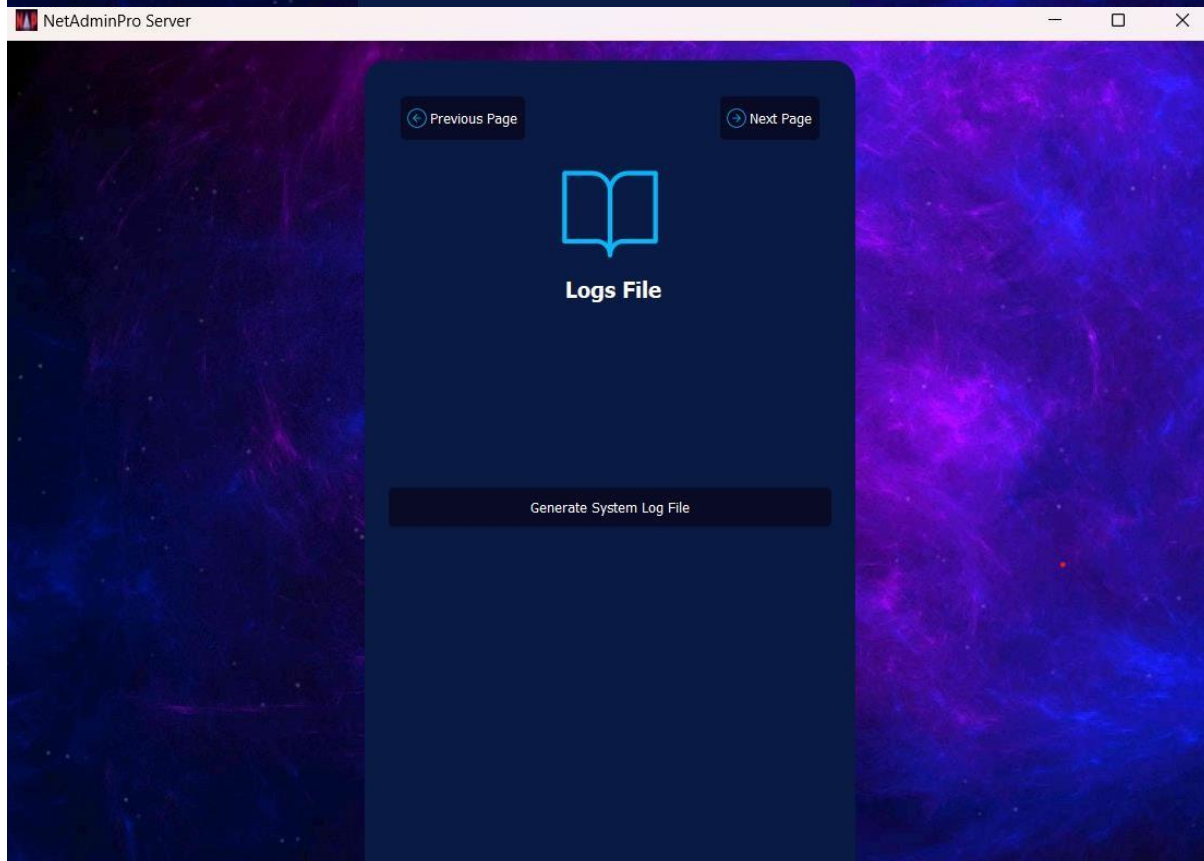 NetAdminPro Server
Previous Page
Next Page
Logs File
Generate System Log File